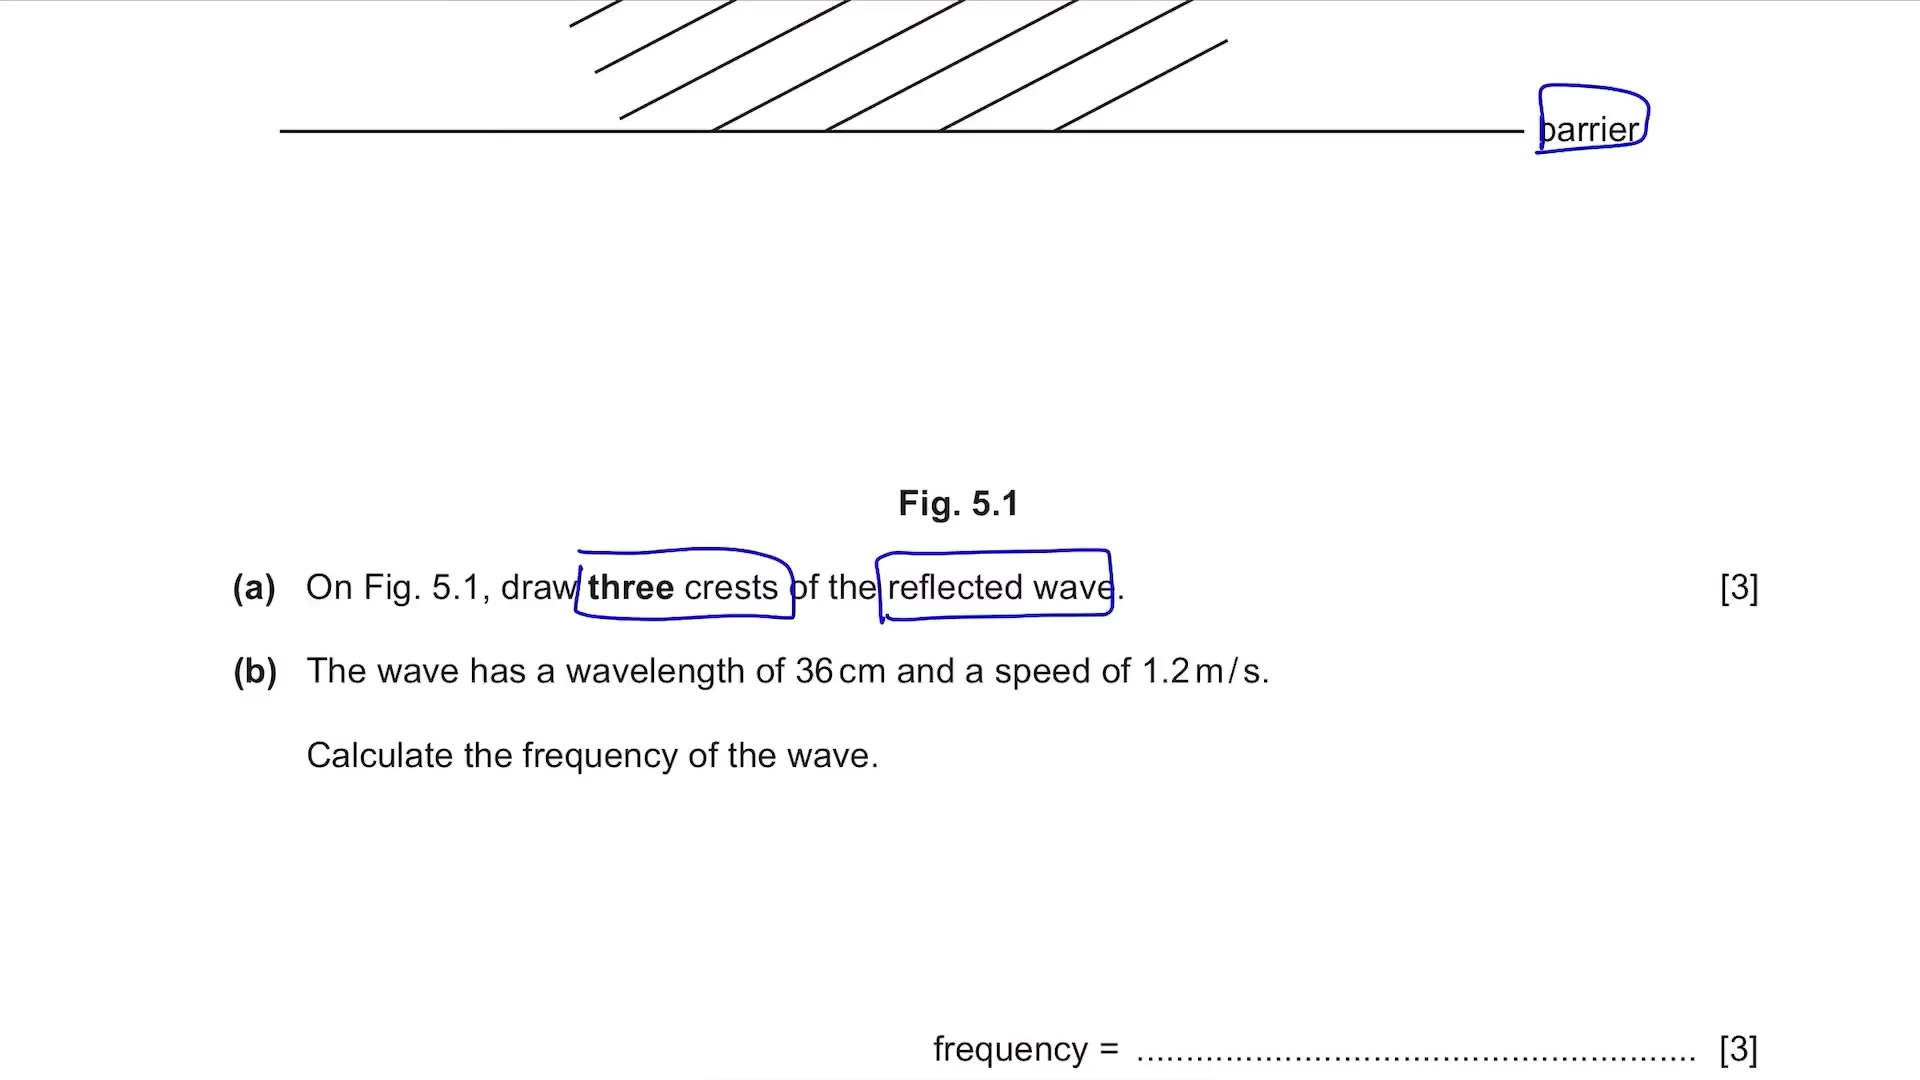 barrier
Fig. 5.1
(a) On Fig. 5.1, draw three crests of the reflected wave. [3]
(b) The wave has a wavelength of 36 cm and a speed of 1.2 m / s.
Calculate the frequency of the wave.
frequency = ........................................................ [3]